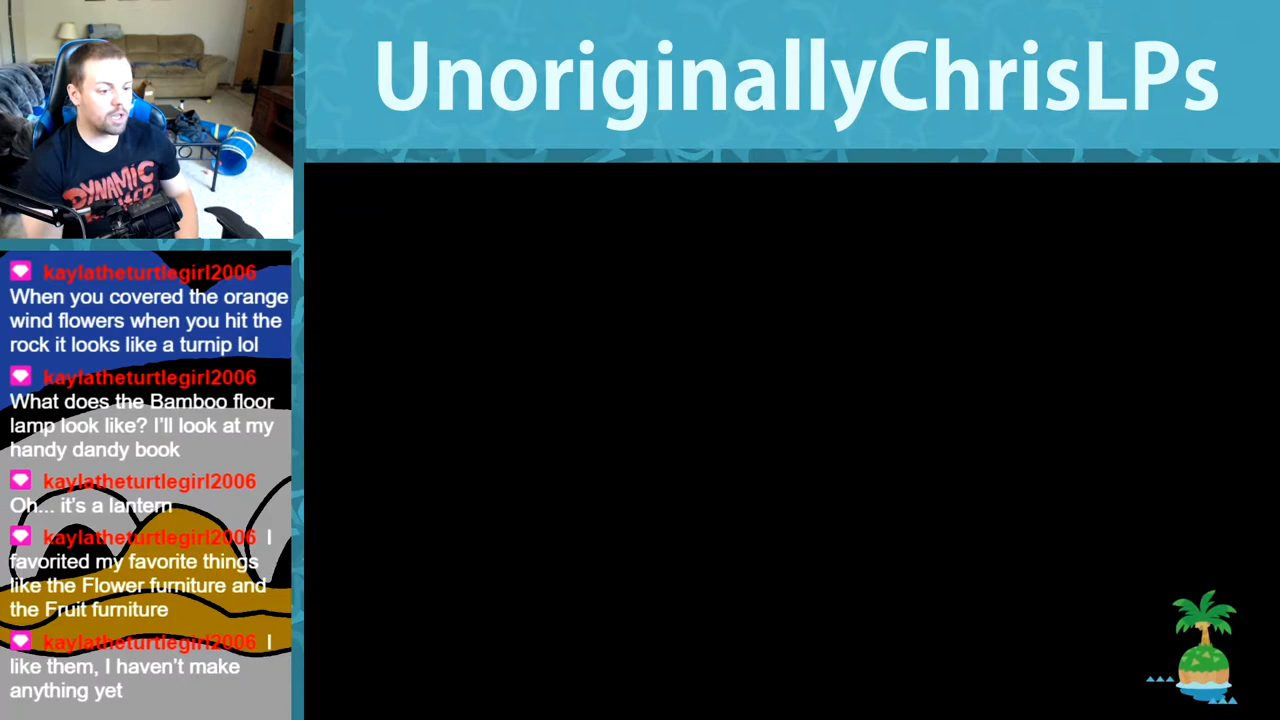 UnoriginallyChrisLPs
DYNAMIC
kaylatheturtlegirl2006
When you covered the orange
wind flowers when you hit the
rock it looks like a turnip lol
kaylatheturtlegirl2006
What does the Bamboo floor
lamp look like? I'll look at my
handy dandy book
kaylatheturtlegirl2006
Oh... it's a lantern
kaylatheturtlegirl2006 I
favorited my favorite things
like the Flower furniture and
the Fruit furniture
kaylatheturtlegirl2006 I
like them, I haven't make
anything yet